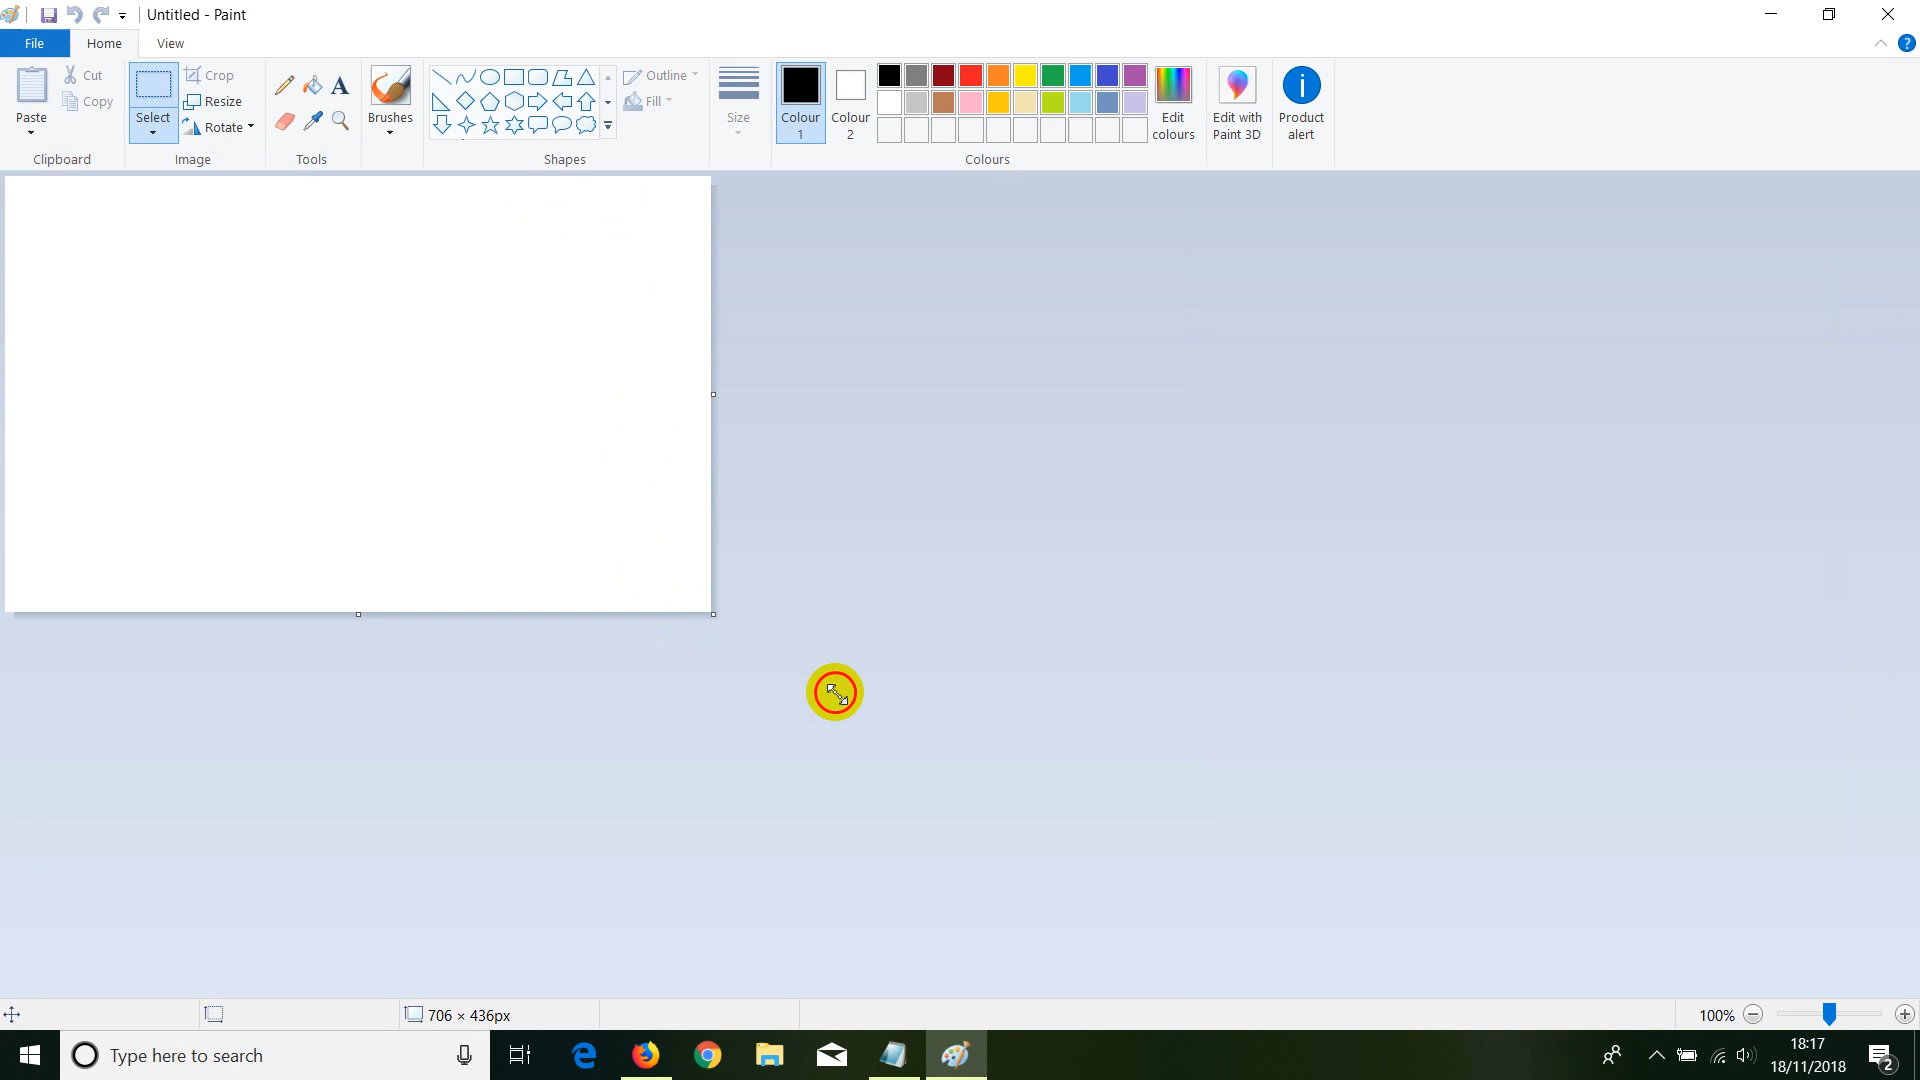 Untitled - Paint
File
Home
View
?
Paste
Cut
Copy
Clipboard
Select
Crop
Resize
Rotate
Image
A
Tools
Brushes
Shapes
Outline
Fill
Size
Colour
1
Colour
2
Colours
Edit
colours
Edit with
Paint 3D
i
Product
alert
706 × 436px
100%
Type here to search
18:17
18/11/2018
2